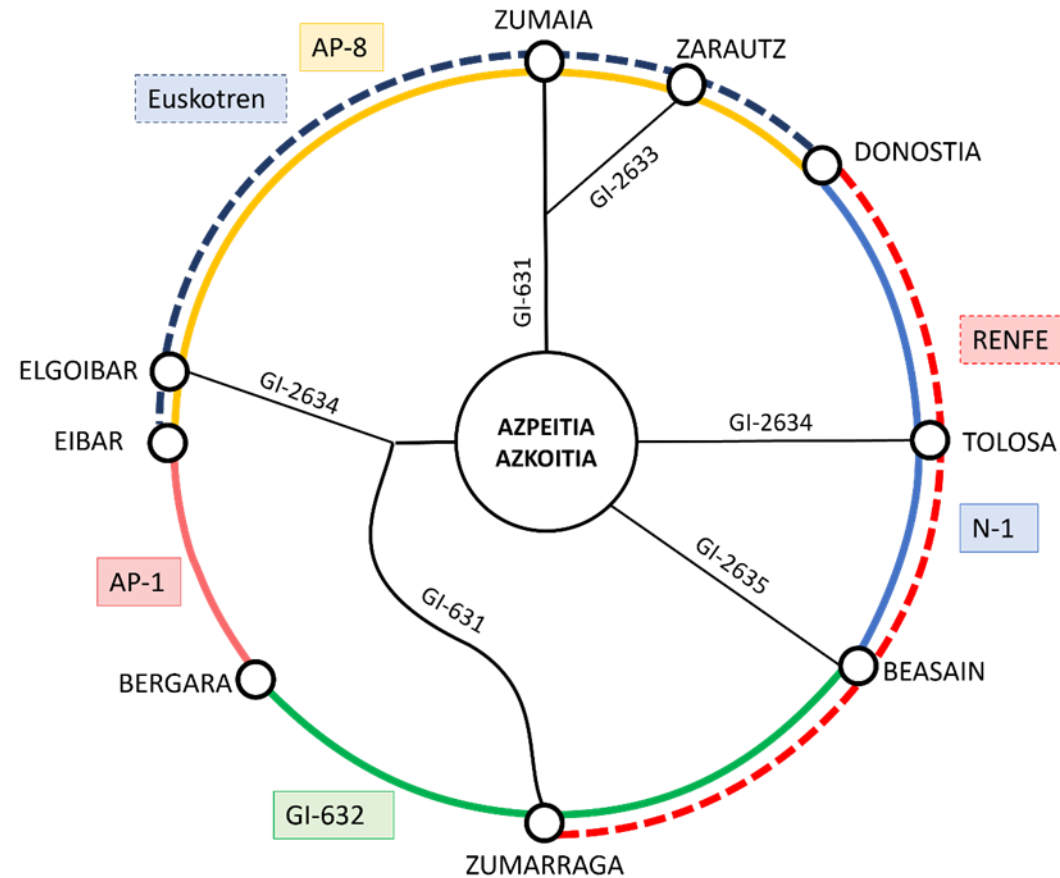 ZUMAIA
AP-8
ZARAUTZ
Euskotren
DONOSTIA
GI-2633
GI-631
RENFE
ELGOIBAR
GI-2634
AZPEITIA
AZKOITIA
GI-2634
TOLOSA
EIBAR
N-1
GI-2635
AP-1
GI-631
BERGARA
BEASAIN
GI-632
ZUMARRAGA